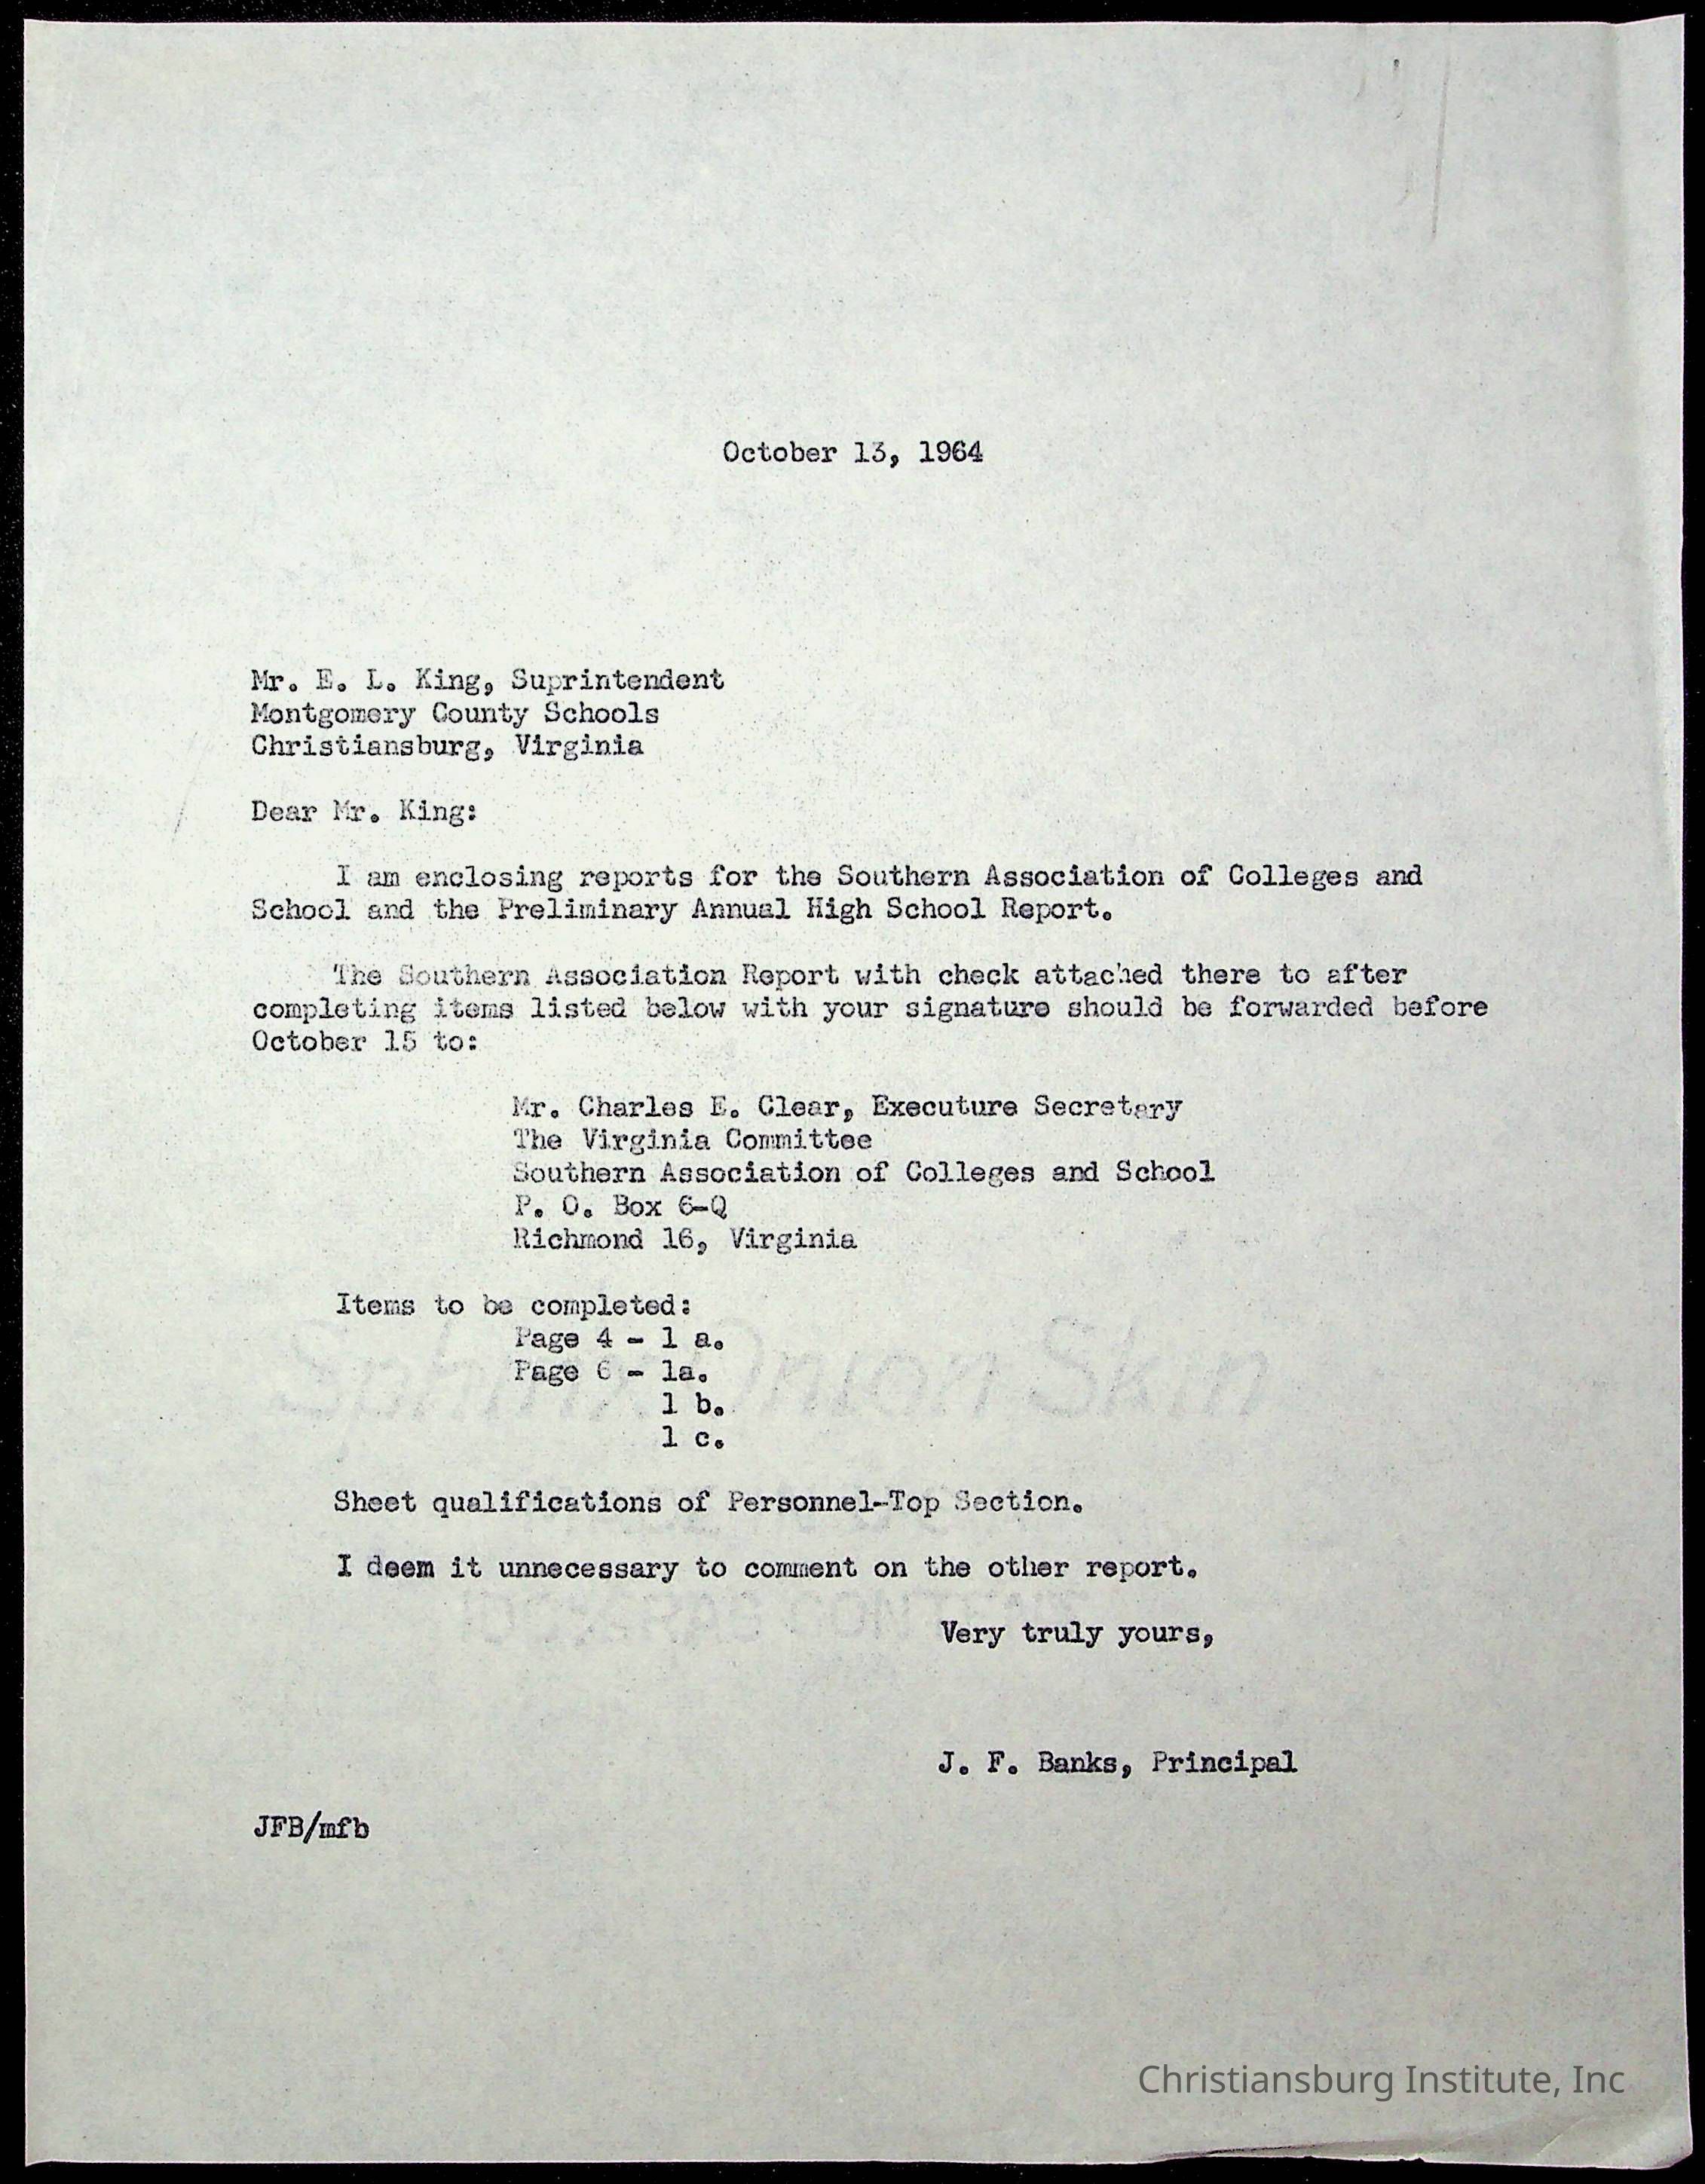 October 13, 1964
Mr. E. L. King, Suprintendent
Montgomery County Schools
Christiansburg, Virginia
Dear Mr. King:
I am enclosing reports for the Southern Association of Colleges and
School and the Preliminary Annual High School Report.
The Southern Association Report with check attached there to after
completing items listed below with your signature should be forwarded before
October 15 to:
Mr. Charles E. Clear, Executure Secretary
The Virginia Committee
Southern Association of Colleges and School
P. O. Box 6-Q
Richmond 16, Virginia
Items to be completed:
Page 4 - 1 a.
Page 6 - 1a.
1 b.
1 c.
Sheet qualifications of Personnel--Top Section.
I deem it unnecessary to comment on the other report.
Very truly yours,
J. F. Banks, Principal
JFB/mfb
Christiansburg Institute, Inc